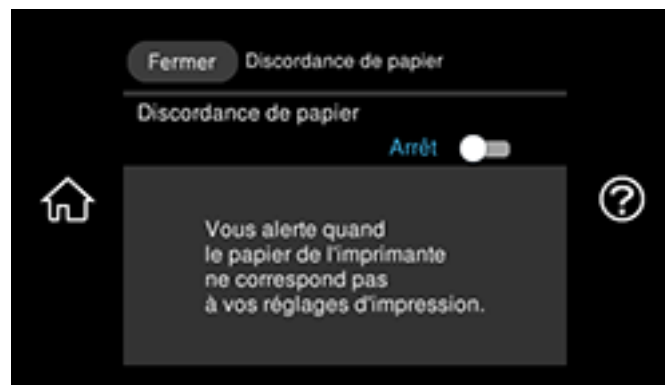 Fermer Discordance de papier
Discordance de papier
Arrêt
Vous alerte quand
le papier de l'imprimante
ne correspond pas
à vos réglages d'impression.